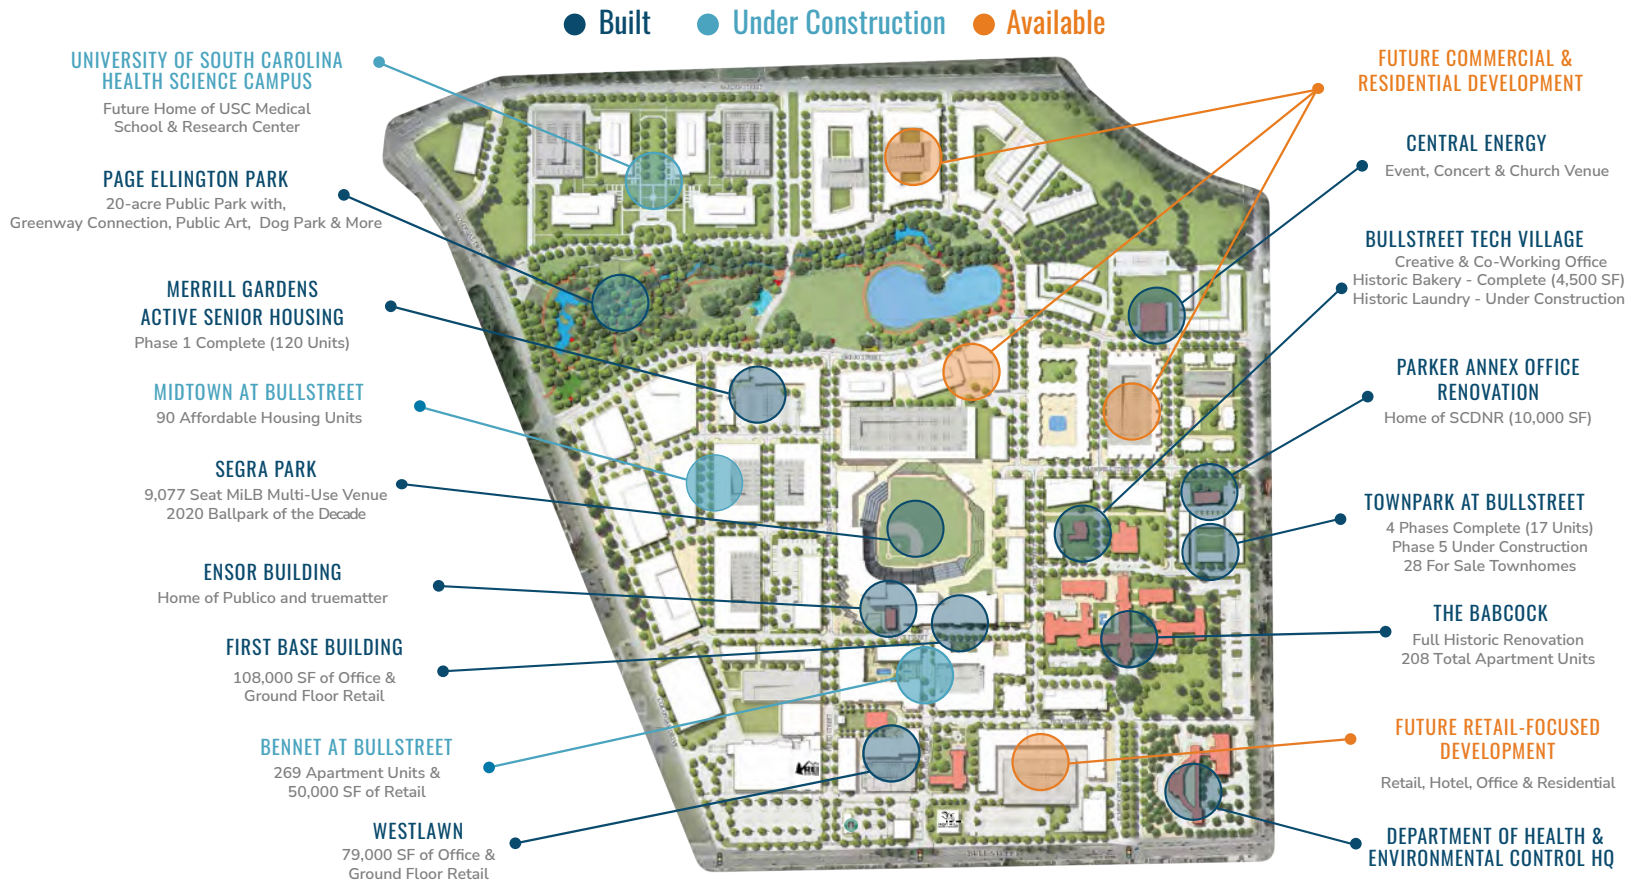 Built
Under Construction
Available
UNIVERSITY OF SOUTH CAROLINA
HEALTH SCIENCE CAMPUS
Future Home of USC Medical
School & Research Center
PAGE ELLINGTON PARK
20-acre Public Park with,
Greenway Connection, Public Art, Dog Park & More
MERRILL GARDENS
ACTIVE SENIOR HOUSING
Phase 1 Complete (120 Units)
MIDTOWN AT BULLSTREET
90 Affordable Housing Units
SEGRA PARK
9,077 Seat MiLB Multi-Use Venue
2020 Ballpark of the Decade
ENSOR BUILDING
Home of Publico and truematter
FIRST BASE BUILDING
108,000 SF of Office &
Ground Floor Retail
BENNET AT BULLSTREET
269 Apartment Units &
50,000 SF of Retail
WESTLAWN
79,000 SF of Office &
Ground Floor Retail
FUTURE COMMERCIAL &
RESIDENTIAL DEVELOPMENT
CENTRAL ENERGY
Event, Concert & Church Venue
BULLSTREET TECH VILLAGE
Creative & Co-Working Office
Historic Bakery - Complete (4,500 SF)
Historic Laundry - Under Construction
PARKER ANNEX OFFICE
RENOVATION
Home of SCDNR (10,000 SF)
TOWNPARK AT BULLSTREET
4 Phases Complete (17 Units)
Phase 5 Under Construction
28 For Sale Townhomes
THE BABCOCK
Full Historic Renovation
208 Total Apartment Units
FUTURE RETAIL-FOCUSED
DEVELOPMENT
Retail, Hotel, Office & Residential
DEPARTMENT OF HEALTH &
ENVIRONMENTAL CONTROL HQ
REI